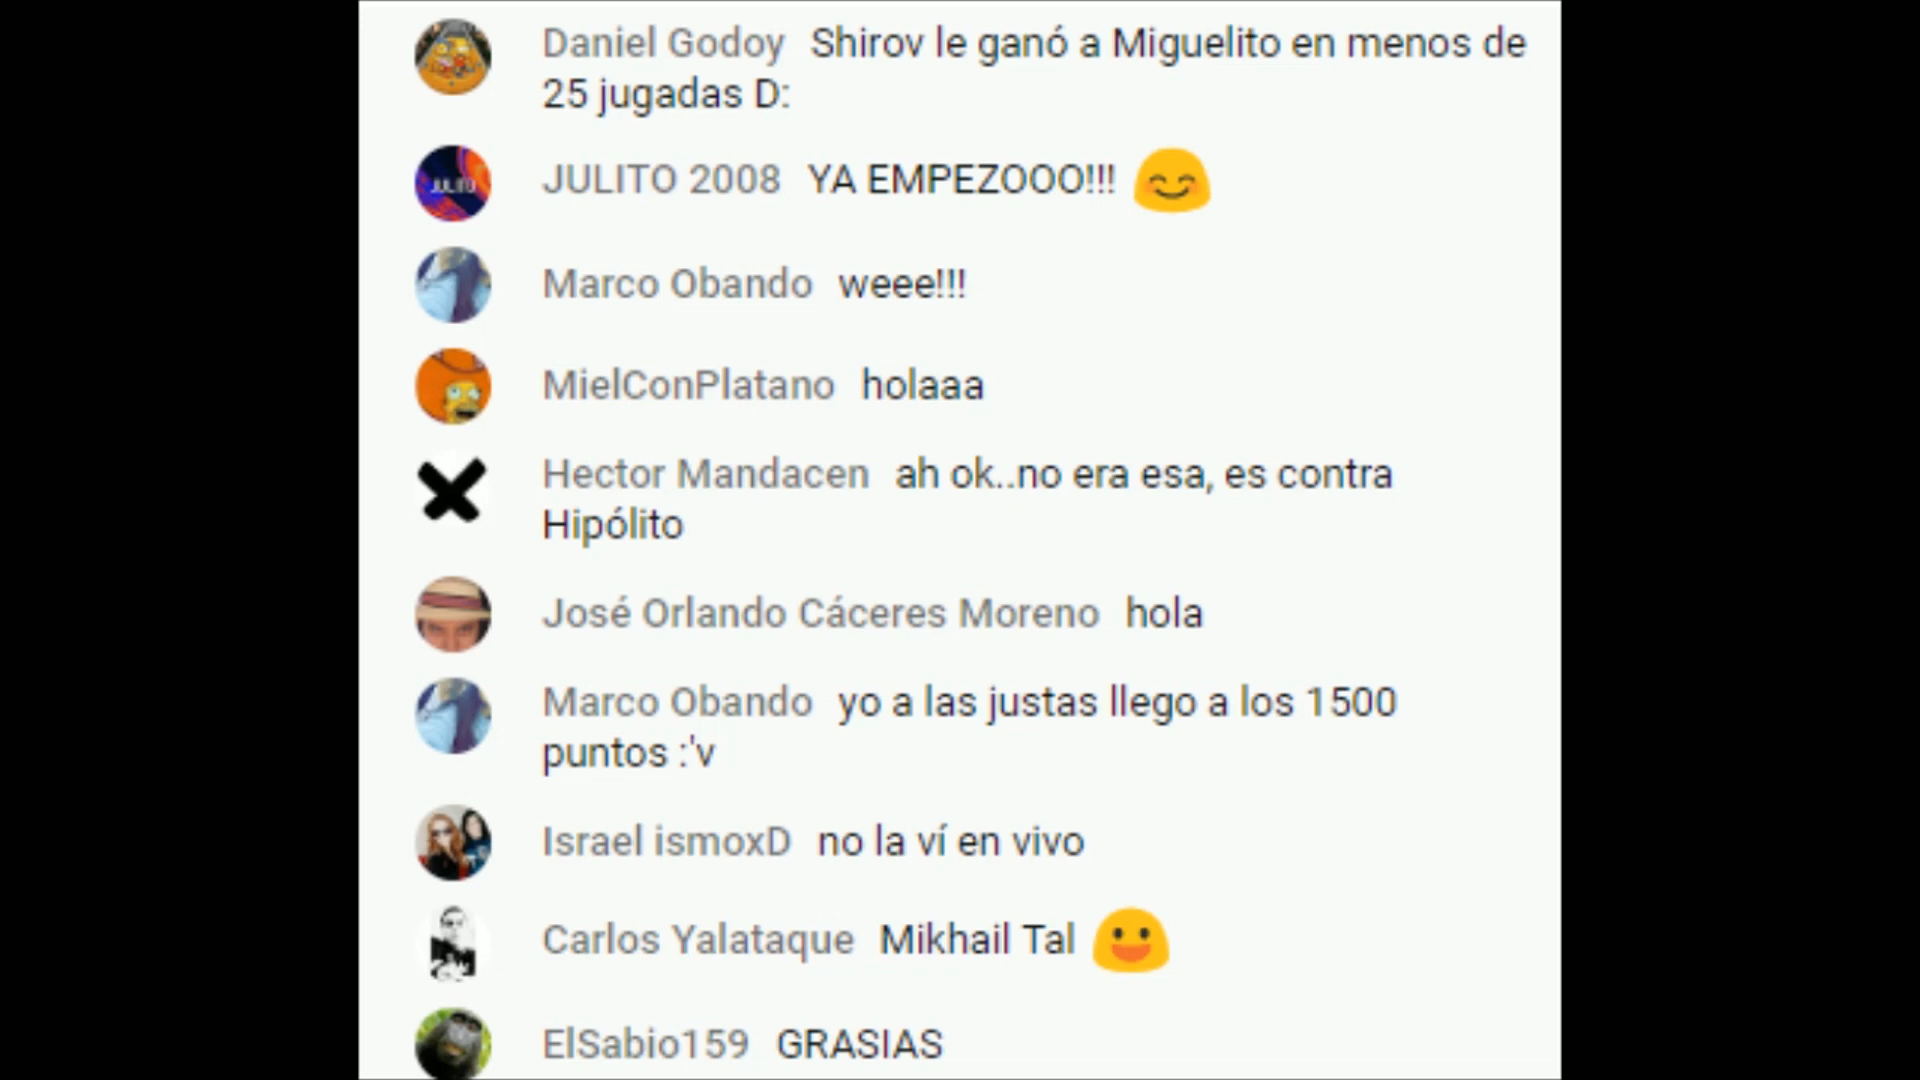 Daniel Godoy Shirov le ganó a Miguelito en menos de
25 jugadas D:
JULITO
JULITO 2008 YA EMPEZOOO!!!
Marco Obando weee!!!
MielConPlatano holaaa
Hector Mandacen ah ok..no era esa, es contra
Hipólito
José Orlando Cáceres Moreno hola
Marco Obando yo a las justas llego a los 1500
puntos :'v
Israel ismoxD no la ví en vivo
Carlos Yalataque Mikhail Tal
ElSabio159 GRASIAS